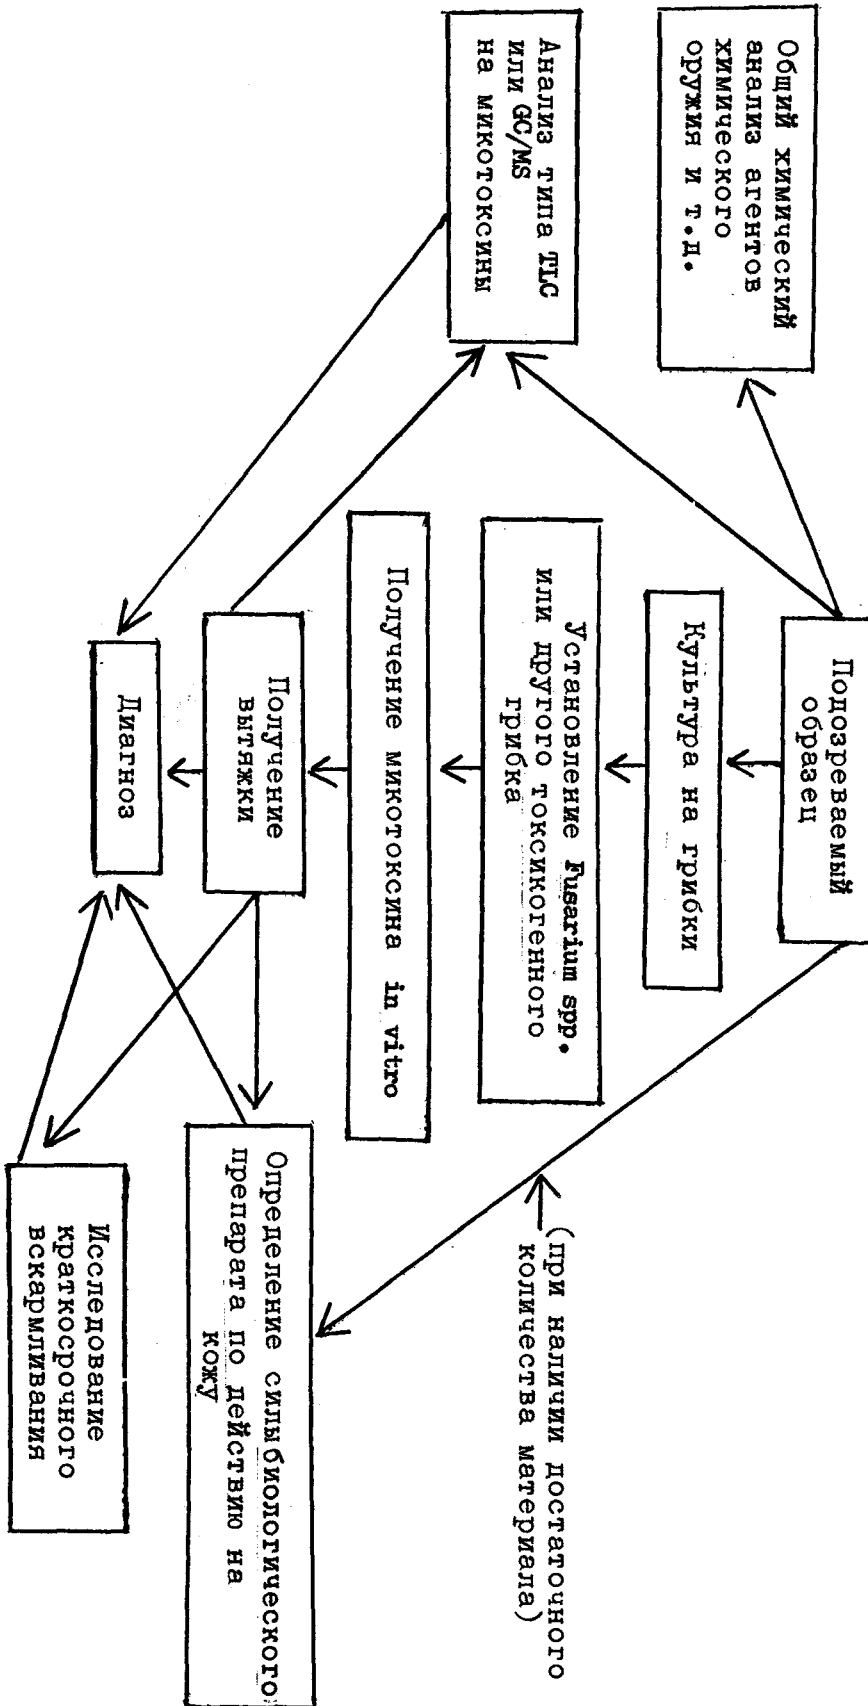 Подозреваемый
образец
Общий химический
анализ агентов
химического
оружия и т.д.
Культура на грибки
(при наличии достаточного
количества материала)
Анализ типа TLC
или GC/MS
на микотоксины
Установление Fusarium spp.
или другого токсикогенного
грибка
Получение микотоксина in vitro
Получение
вытяжки
Определение силыбиологического
препарата по действию на
кожу
Диагноз
Исследование
краткосрочного
вскармливания